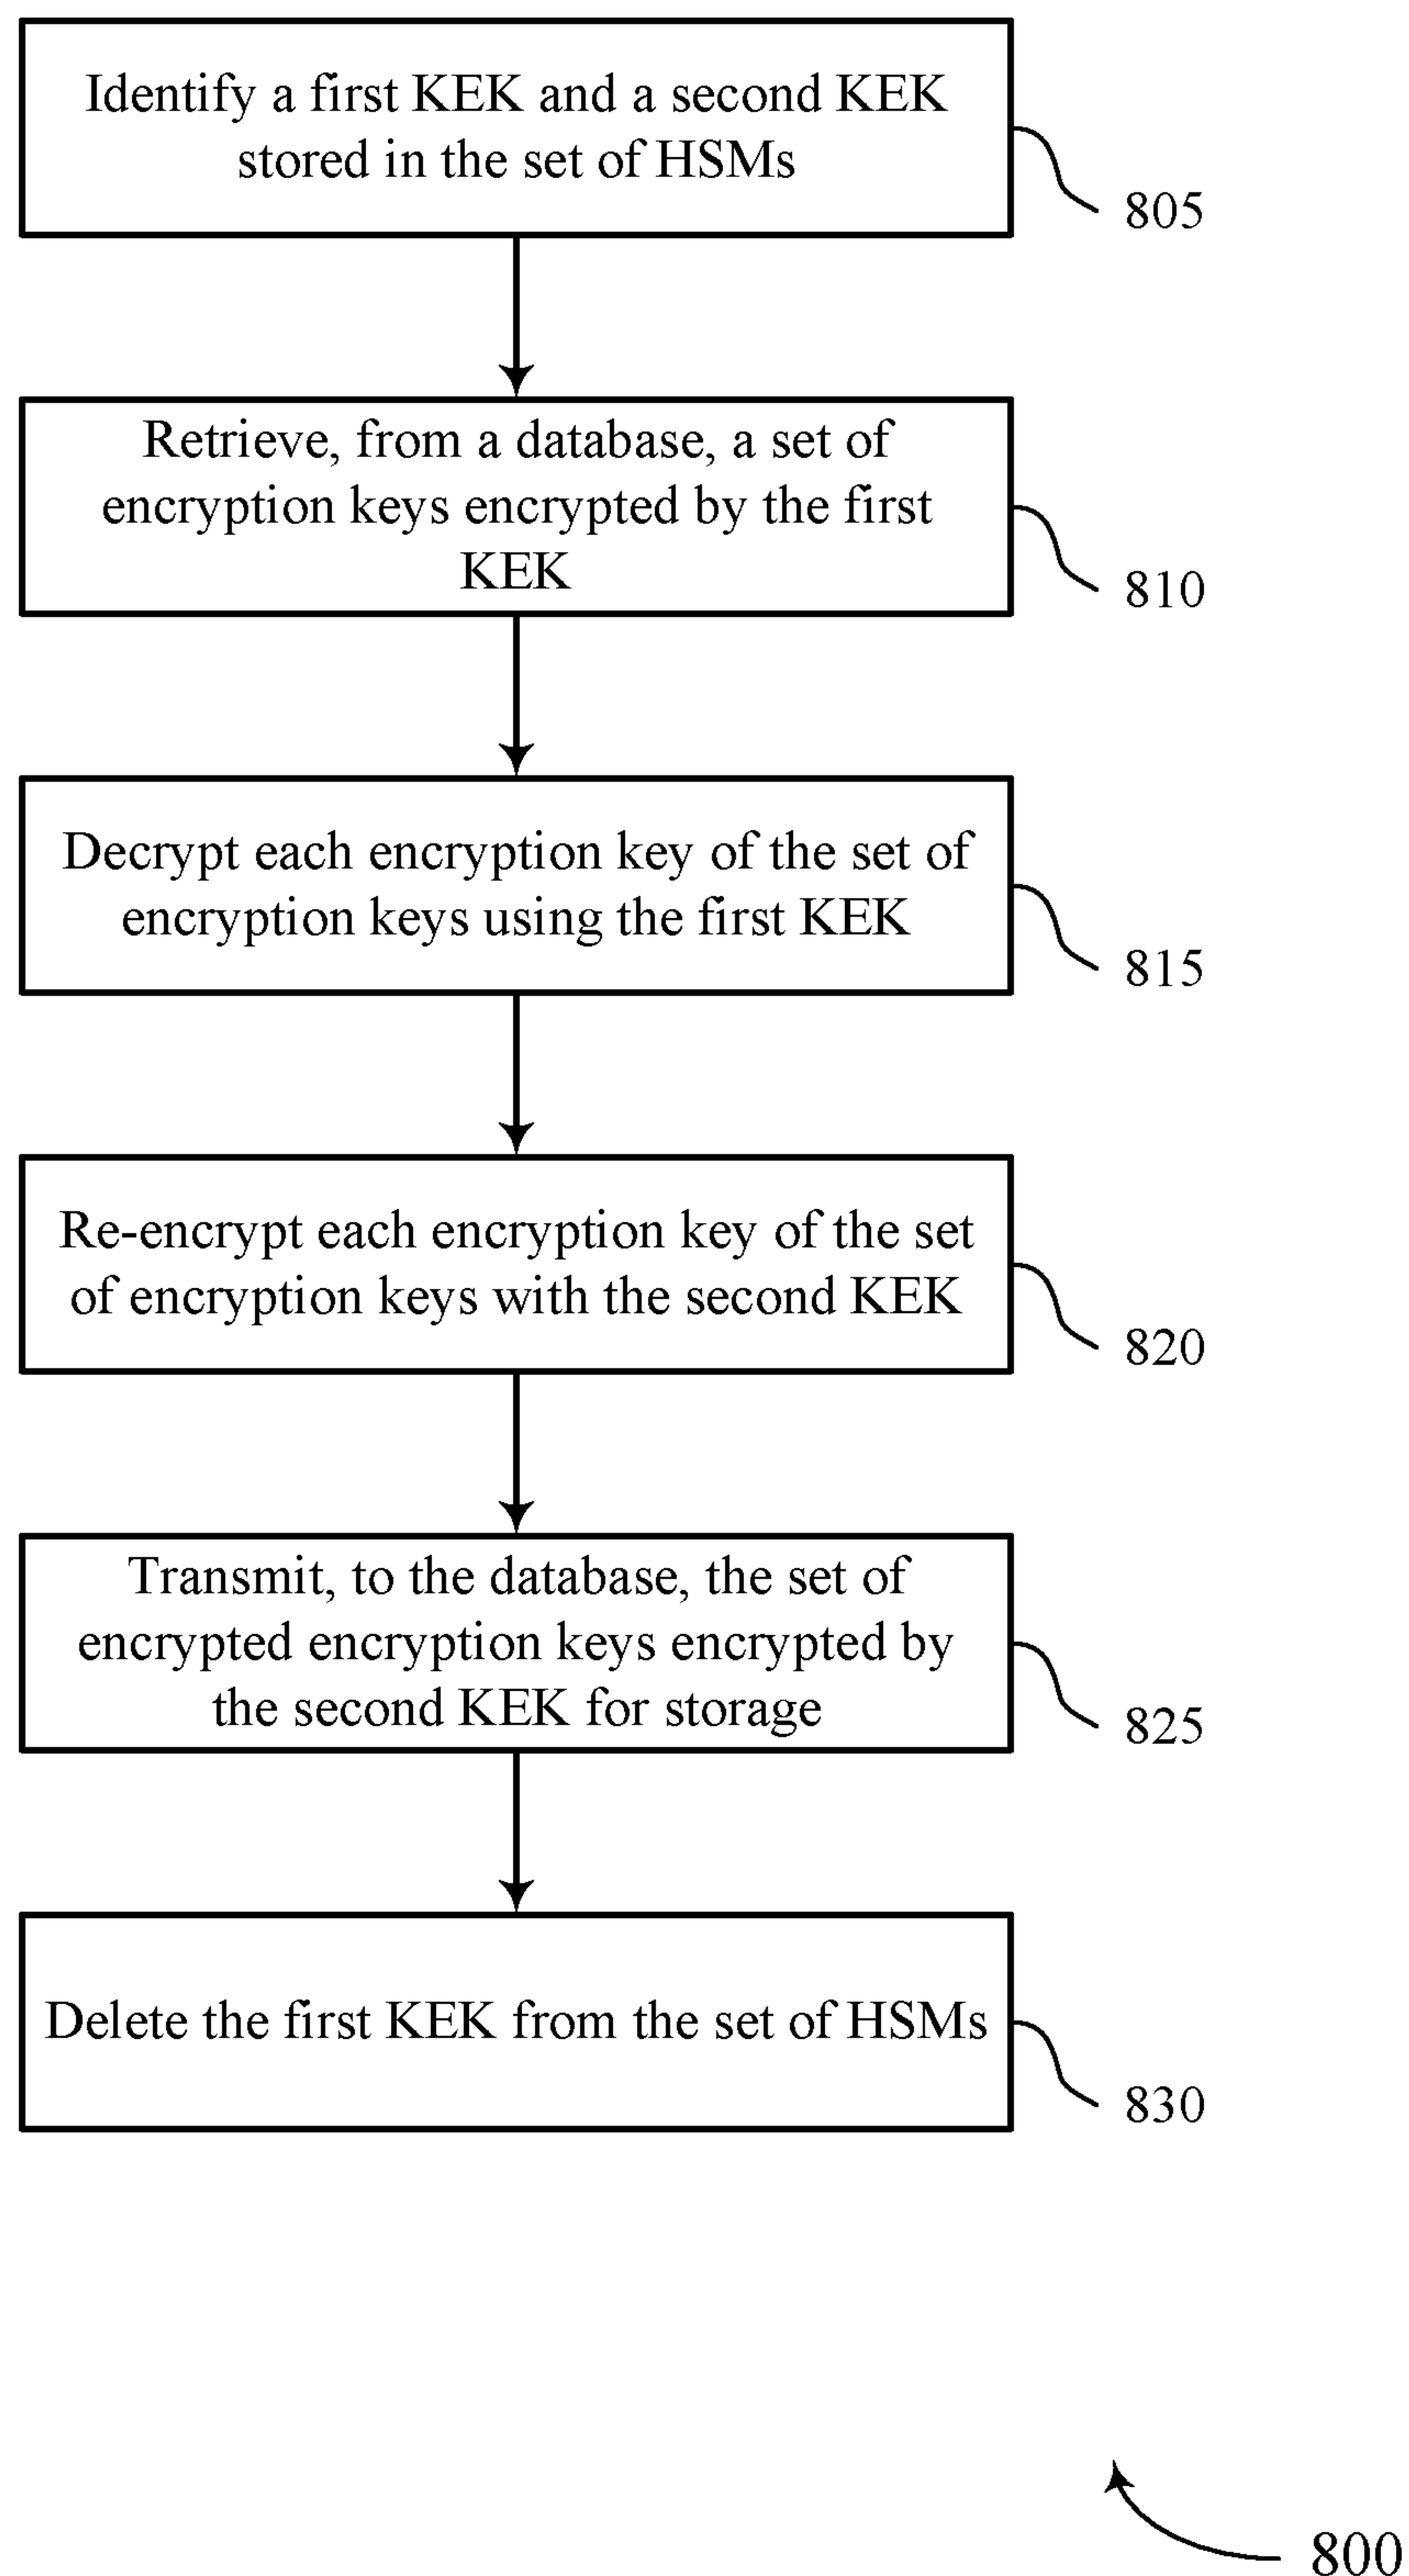 Identify a first KEK and a second KEK
stored in the set of HSMs
805
Retrieve, from a database, a set of
encryption keys encrypted by the first
KEK
810
Decrypt each encryption key of the set of
encryption keys using the first KEK
815
Re-encrypt each encryption key of the set
of encryption keys with the second KEK
820
Transmit, to the database, the set of
encrypted encryption keys encrypted by
the second KEK for storage
825
Delete the first KEK from the set of HSMs
830
800